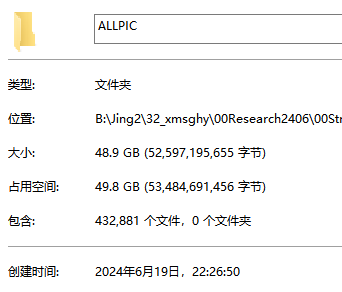 ALLPIC
类型: 文件夹
位置: B:\Jing2\32_xmsghy\00Research2406\00Str
大小: 48.9 GB (52,597,195,655 字节)
占用空间: 49.8 GB (53,484,691,456 字节)
包含: 432,881 个文件，0 个文件夹
创建时间: 2024年6月19日，22:26:50